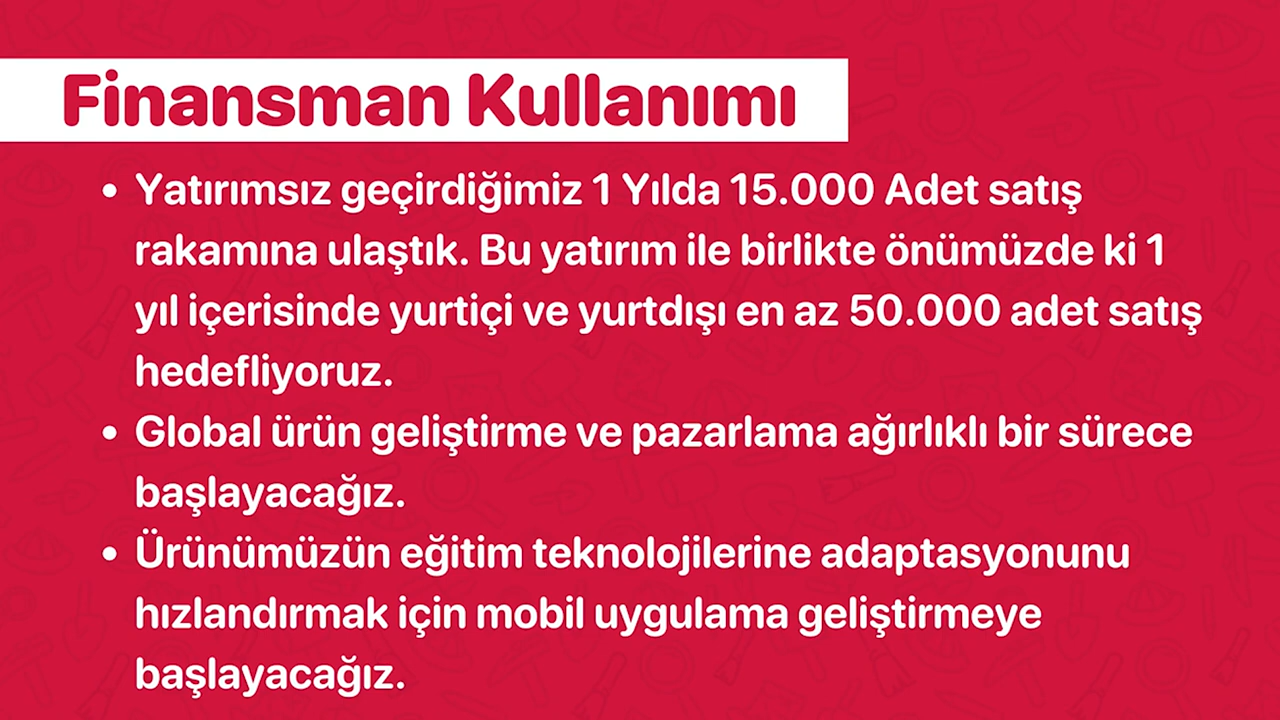 Finansman Kullanımı
• Yatırımsız geçirdiğimiz 1 Yılda 15.000 Adet satış
rakamına ulaştık. Bu yatırım ile birlikte önümüzde ki 1
yıl içerisinde yurtiçi ve yurtdışı en az 50.000 adet satış
hedefliyoruz.
• Global ürün geliştirme ve pazarlama ağırlıklı bir sürece
başlayacağız.
• Ürünümüzün eğitim teknolojilerine adaptasyonunu
hızlandırmak için mobil uygulama geliştirmeye
başlayacağız.